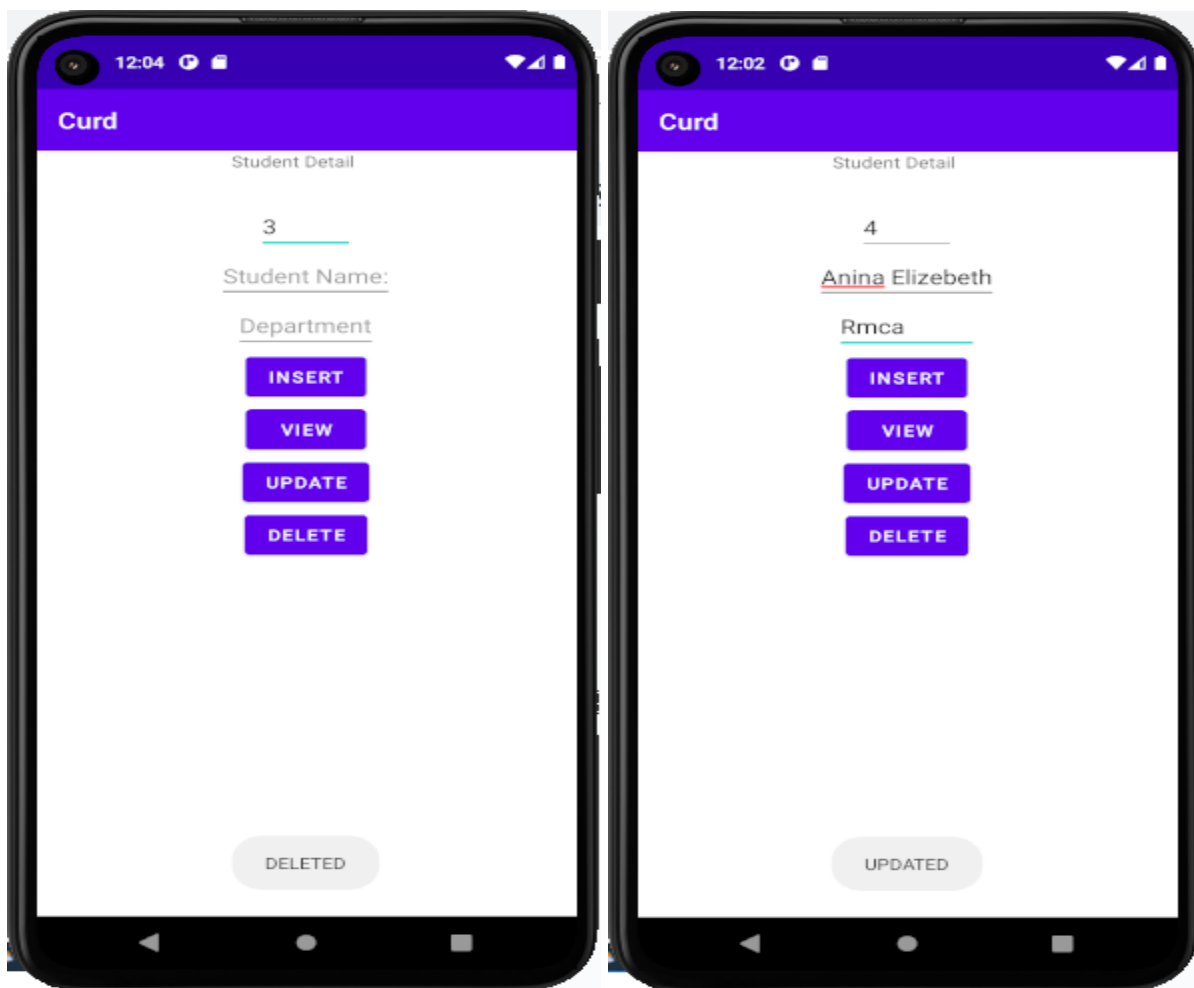 12:04
Curd
Student Detail
3
Student Name:
Department
INSERT
VIEW
UPDATE
DELETE
DELETED
12:02
Curd
Student Detail
4
Anina Elizebeth
Rmca
INSERT
VIEW
UPDATE
DELETE
UPDATED